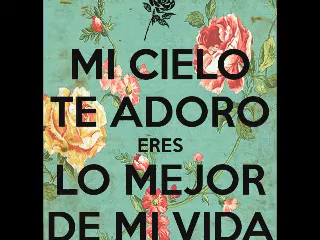 MI CIELO
TE ADORO
ERES
LO MEJOR
DE MI VIDA